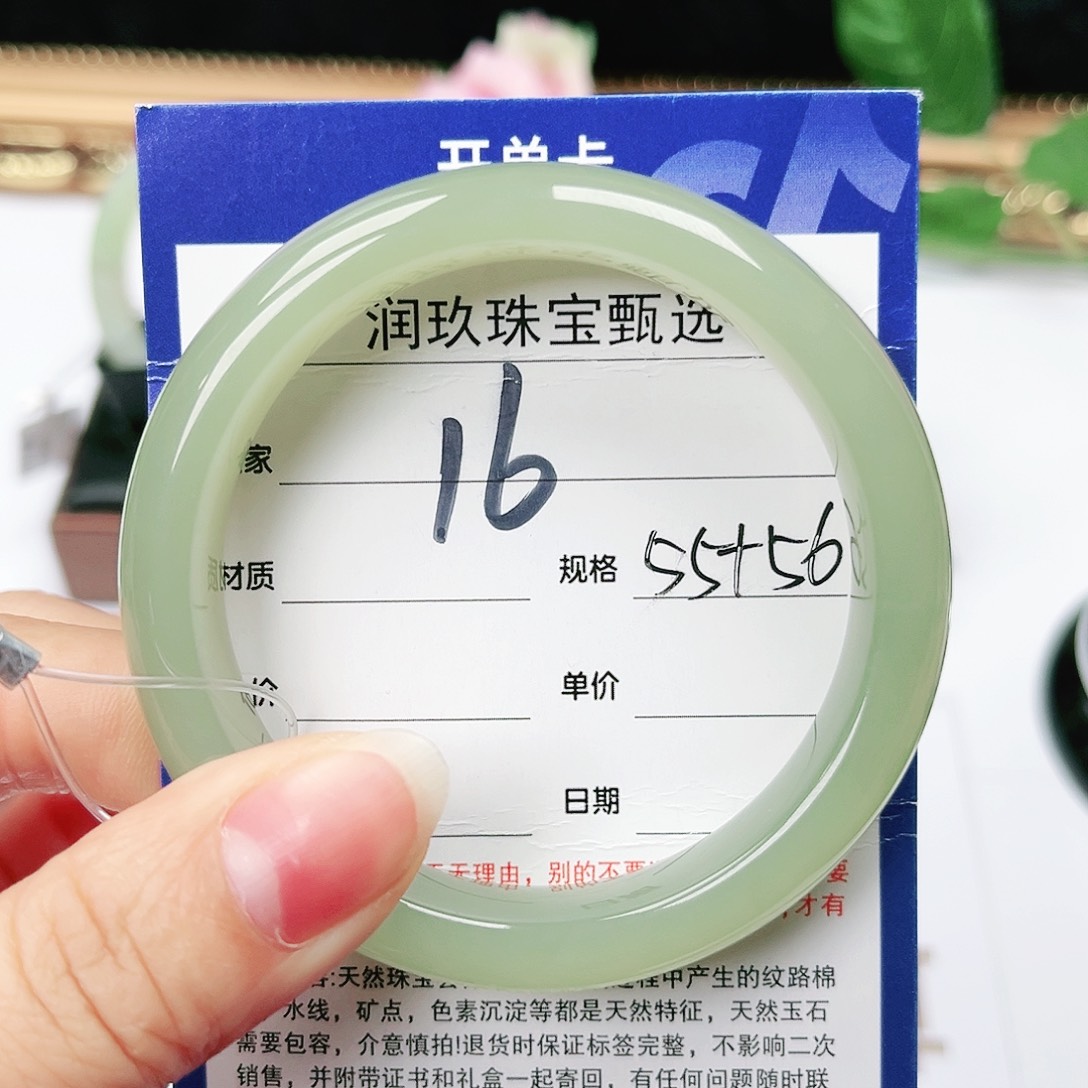 开单卡
润玖珠宝甄选
16
家
材质
规格 55+56
价
单价
日期
无理由，别的不要
要
,才有
:天然珠宝
过程中产生的纹路棉
水线，矿点，色素沉淀等都是天然特征，天然玉石
需要包容，介意慎拍!退货时保证标签完整，不影响二次
销售，并附带证书和礼盒一起寄回，有任何问题随时联